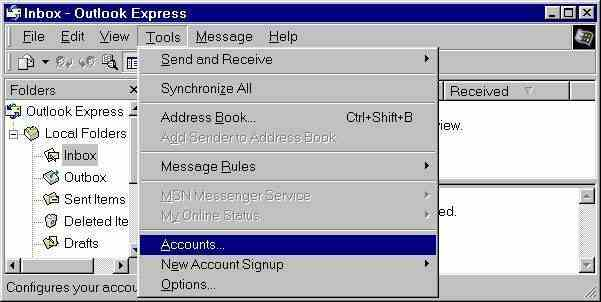 Inbox - Outlook Express
File Edit View Tools Message Help
Send and Receive
Synchronize All
Address Book... Ctrl+Shift+B
Add Sender to Address Book
Message Rules
MSN Messenger Service
My Online Status
Accounts...
New Account Signup
Options...
Folders
Outlook Express
Local Folders
Inbox
Outbox
Sent Items
Deleted Ite
Drafts
Received
view.
ed.
Configures your accou